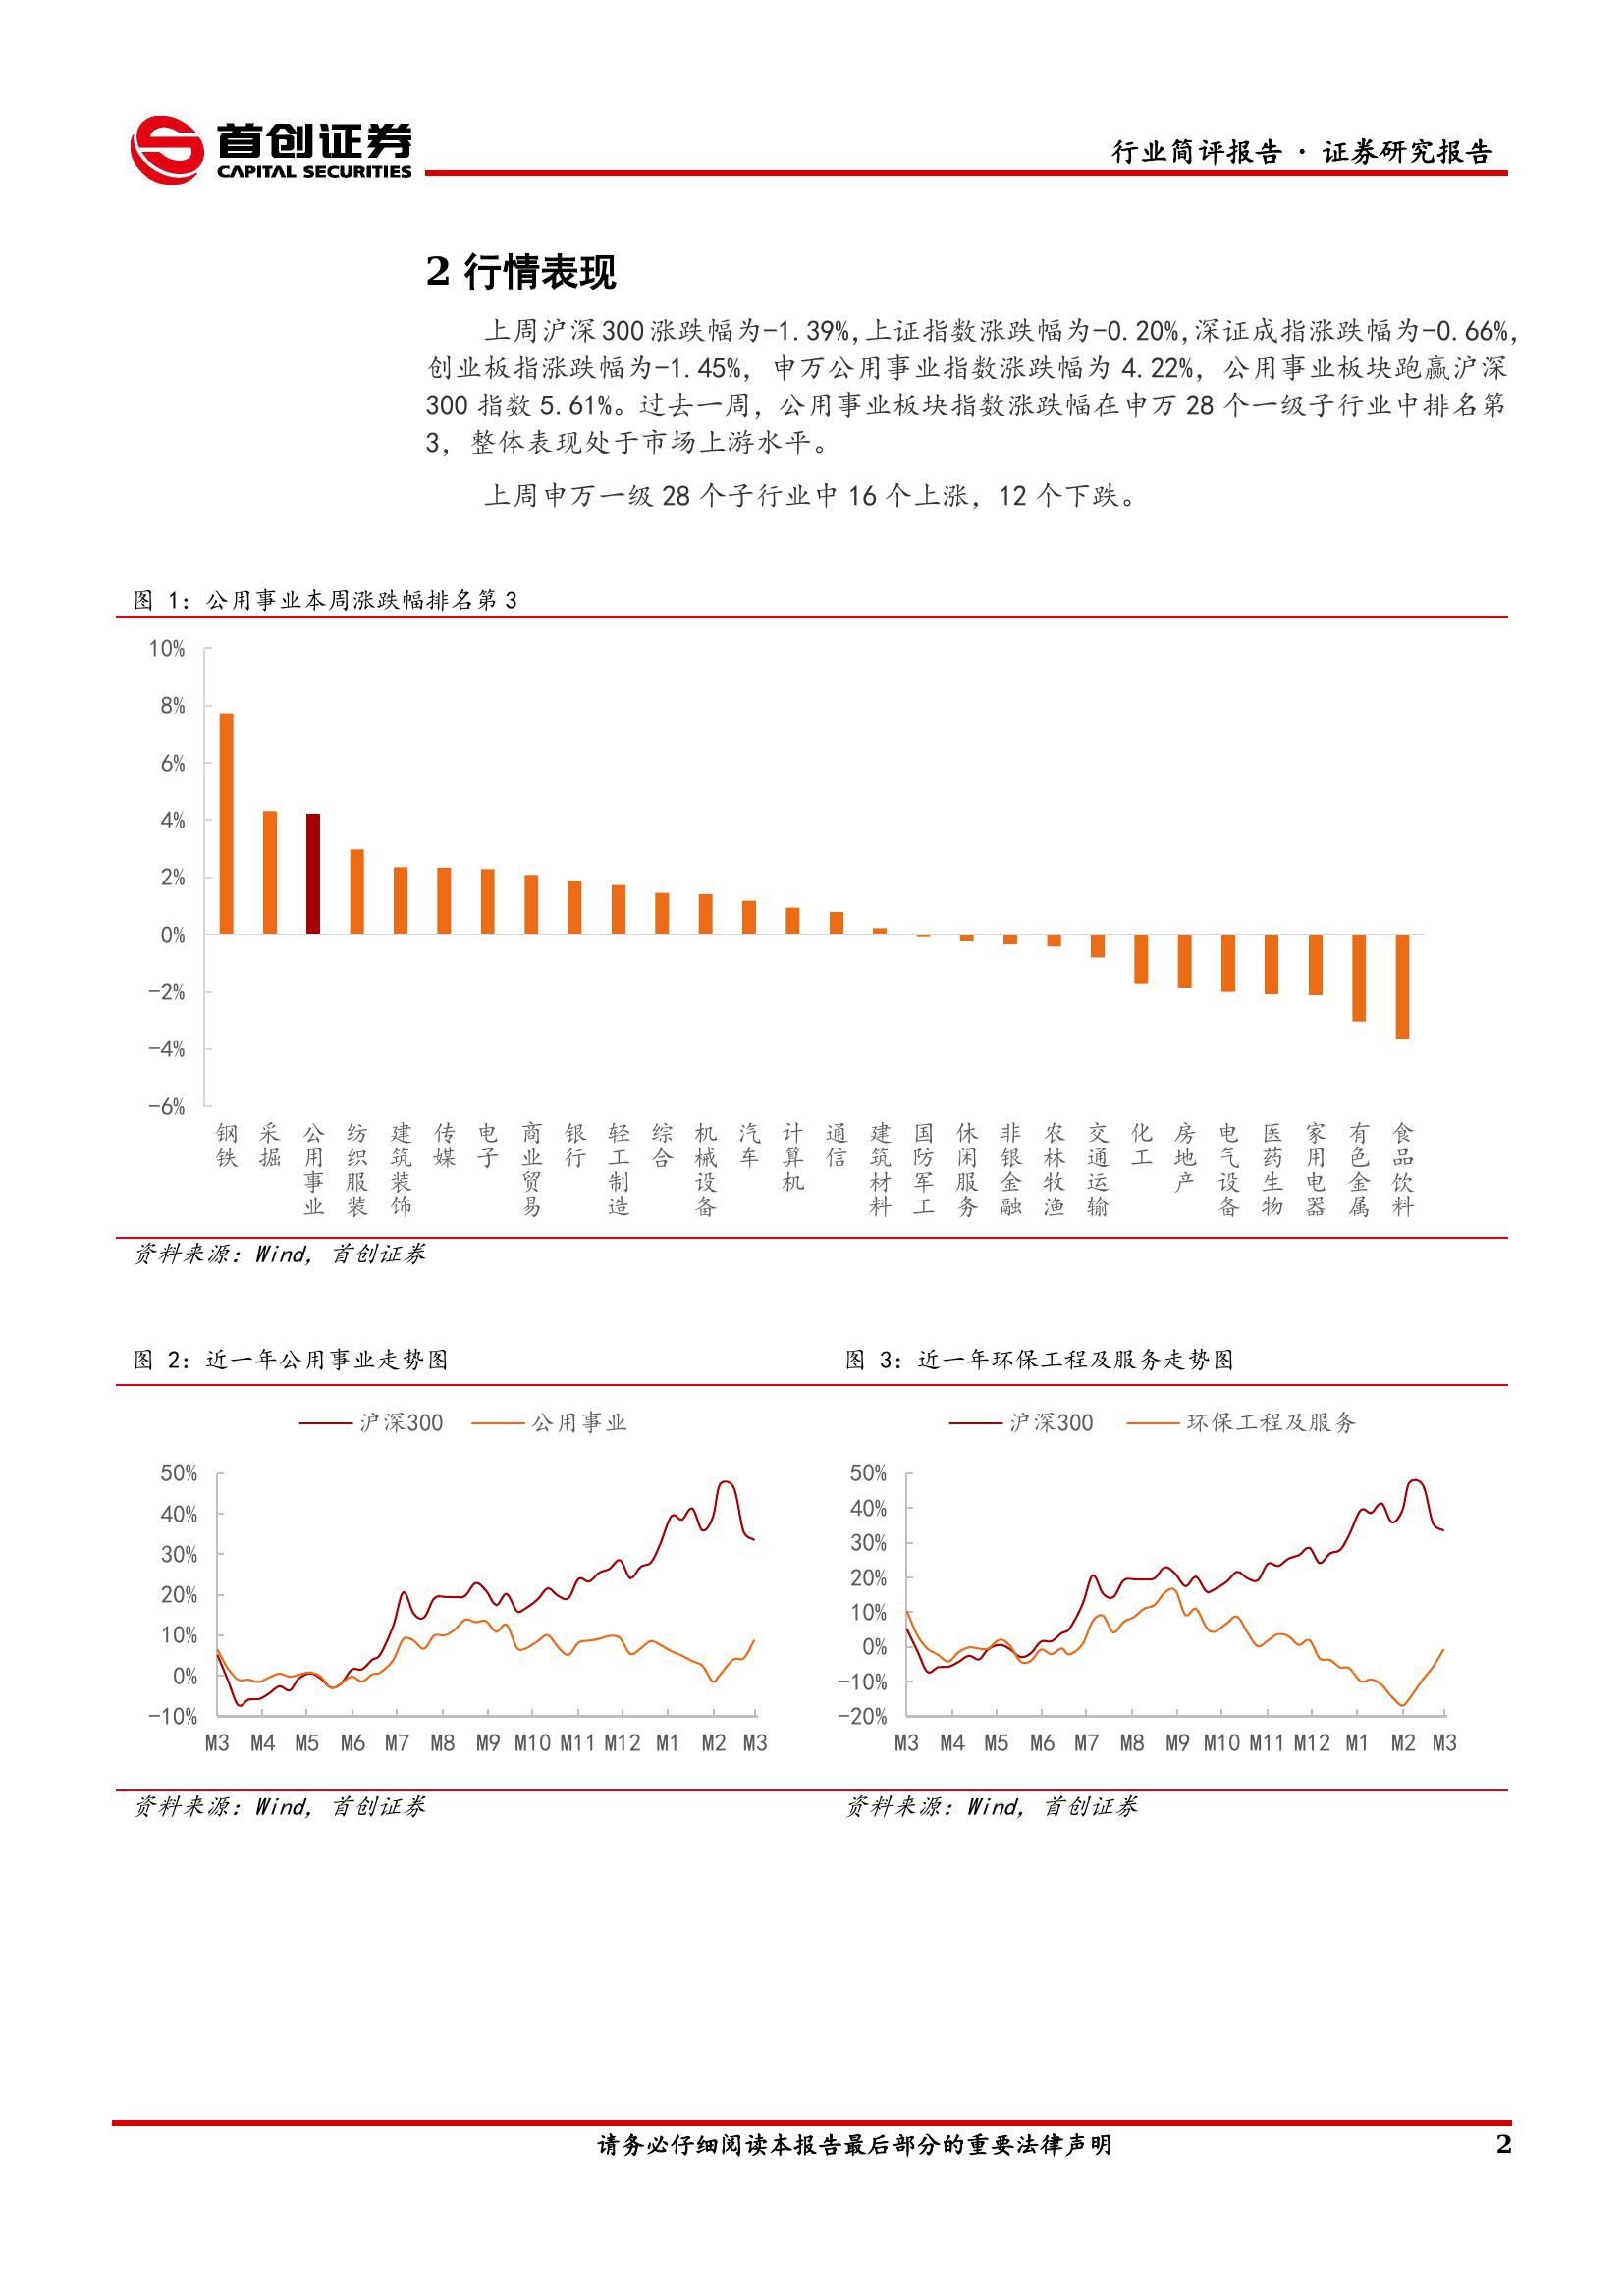 首创证券
CAPITAL SECURITIES
行业简评报告 · 证券研究报告
2 行情表现
上周沪深300涨跌幅为-1.39%,上证指数涨跌幅为-0.20%,深证成指涨跌幅为-0.66%,
创业板指涨跌幅为-1.45%，申万公用事业指数涨跌幅为 4.22%，公用事业板块跑赢沪深
300 指数 5.61%。过去一周，公用事业板块指数涨跌幅在申万 28 个一级子行业中排名第
3，整体表现处于市场上游水平。
上周申万一级 28 个子行业中 16 个上涨，12 个下跌。
图 1：公用事业本周涨跌幅排名第 3
10%
8%
6%
4%
2%
0%
-2%
-4%
-6%
钢铁
采掘
公用事业
纺织服装
建筑装饰
传媒
电子
商业贸易
银行
轻工制造
综合
机械设备
汽车
计算机
通信
建筑材料
国防军工
休闲服务
非银金融
农林牧渔
交通运输
化工
房地产
电气设备
医药生物
家用电器
有色金属
食品饮料
资料来源：Wind，首创证券
图 2：近一年公用事业走势图
沪深300 公用事业
50%
40%
30%
20%
10%
0%
-10%
M3 M4 M5 M6 M7 M8 M9 M10 M11 M12 M1 M2 M3
资料来源：Wind，首创证券
图 3：近一年环保工程及服务走势图
沪深300 环保工程及服务
50%
40%
30%
20%
10%
0%
-10%
-20%
M3 M4 M5 M6 M7 M8 M9 M10 M11 M12 M1 M2 M3
资料来源：Wind，首创证券
请务必仔细阅读本报告最后部分的重要法律声明
2